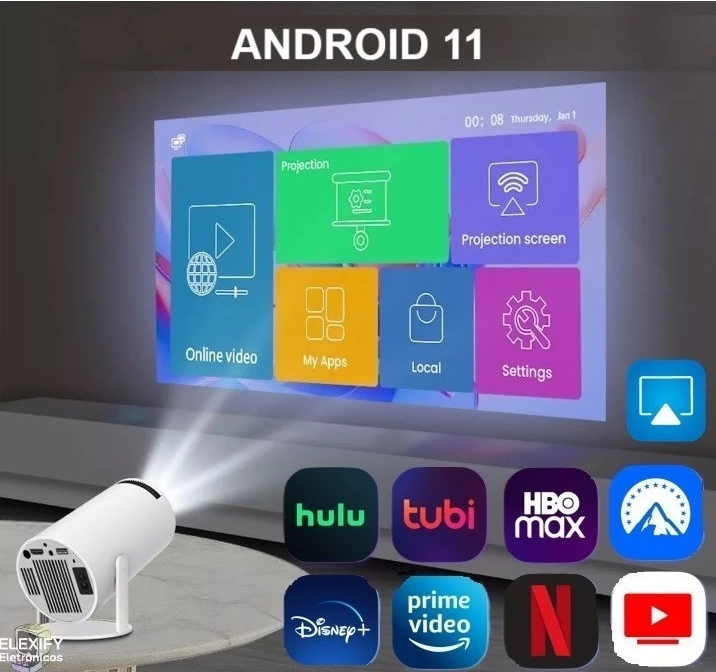 ANDROID 11
00: 08 Thursday, Jan 1
Projection
Projection screen
Online video
My Apps
Local
Settings
hulu
tubi
HBO
max
Disney+
prime
video
N
ELEXIFY
Eletrônicos